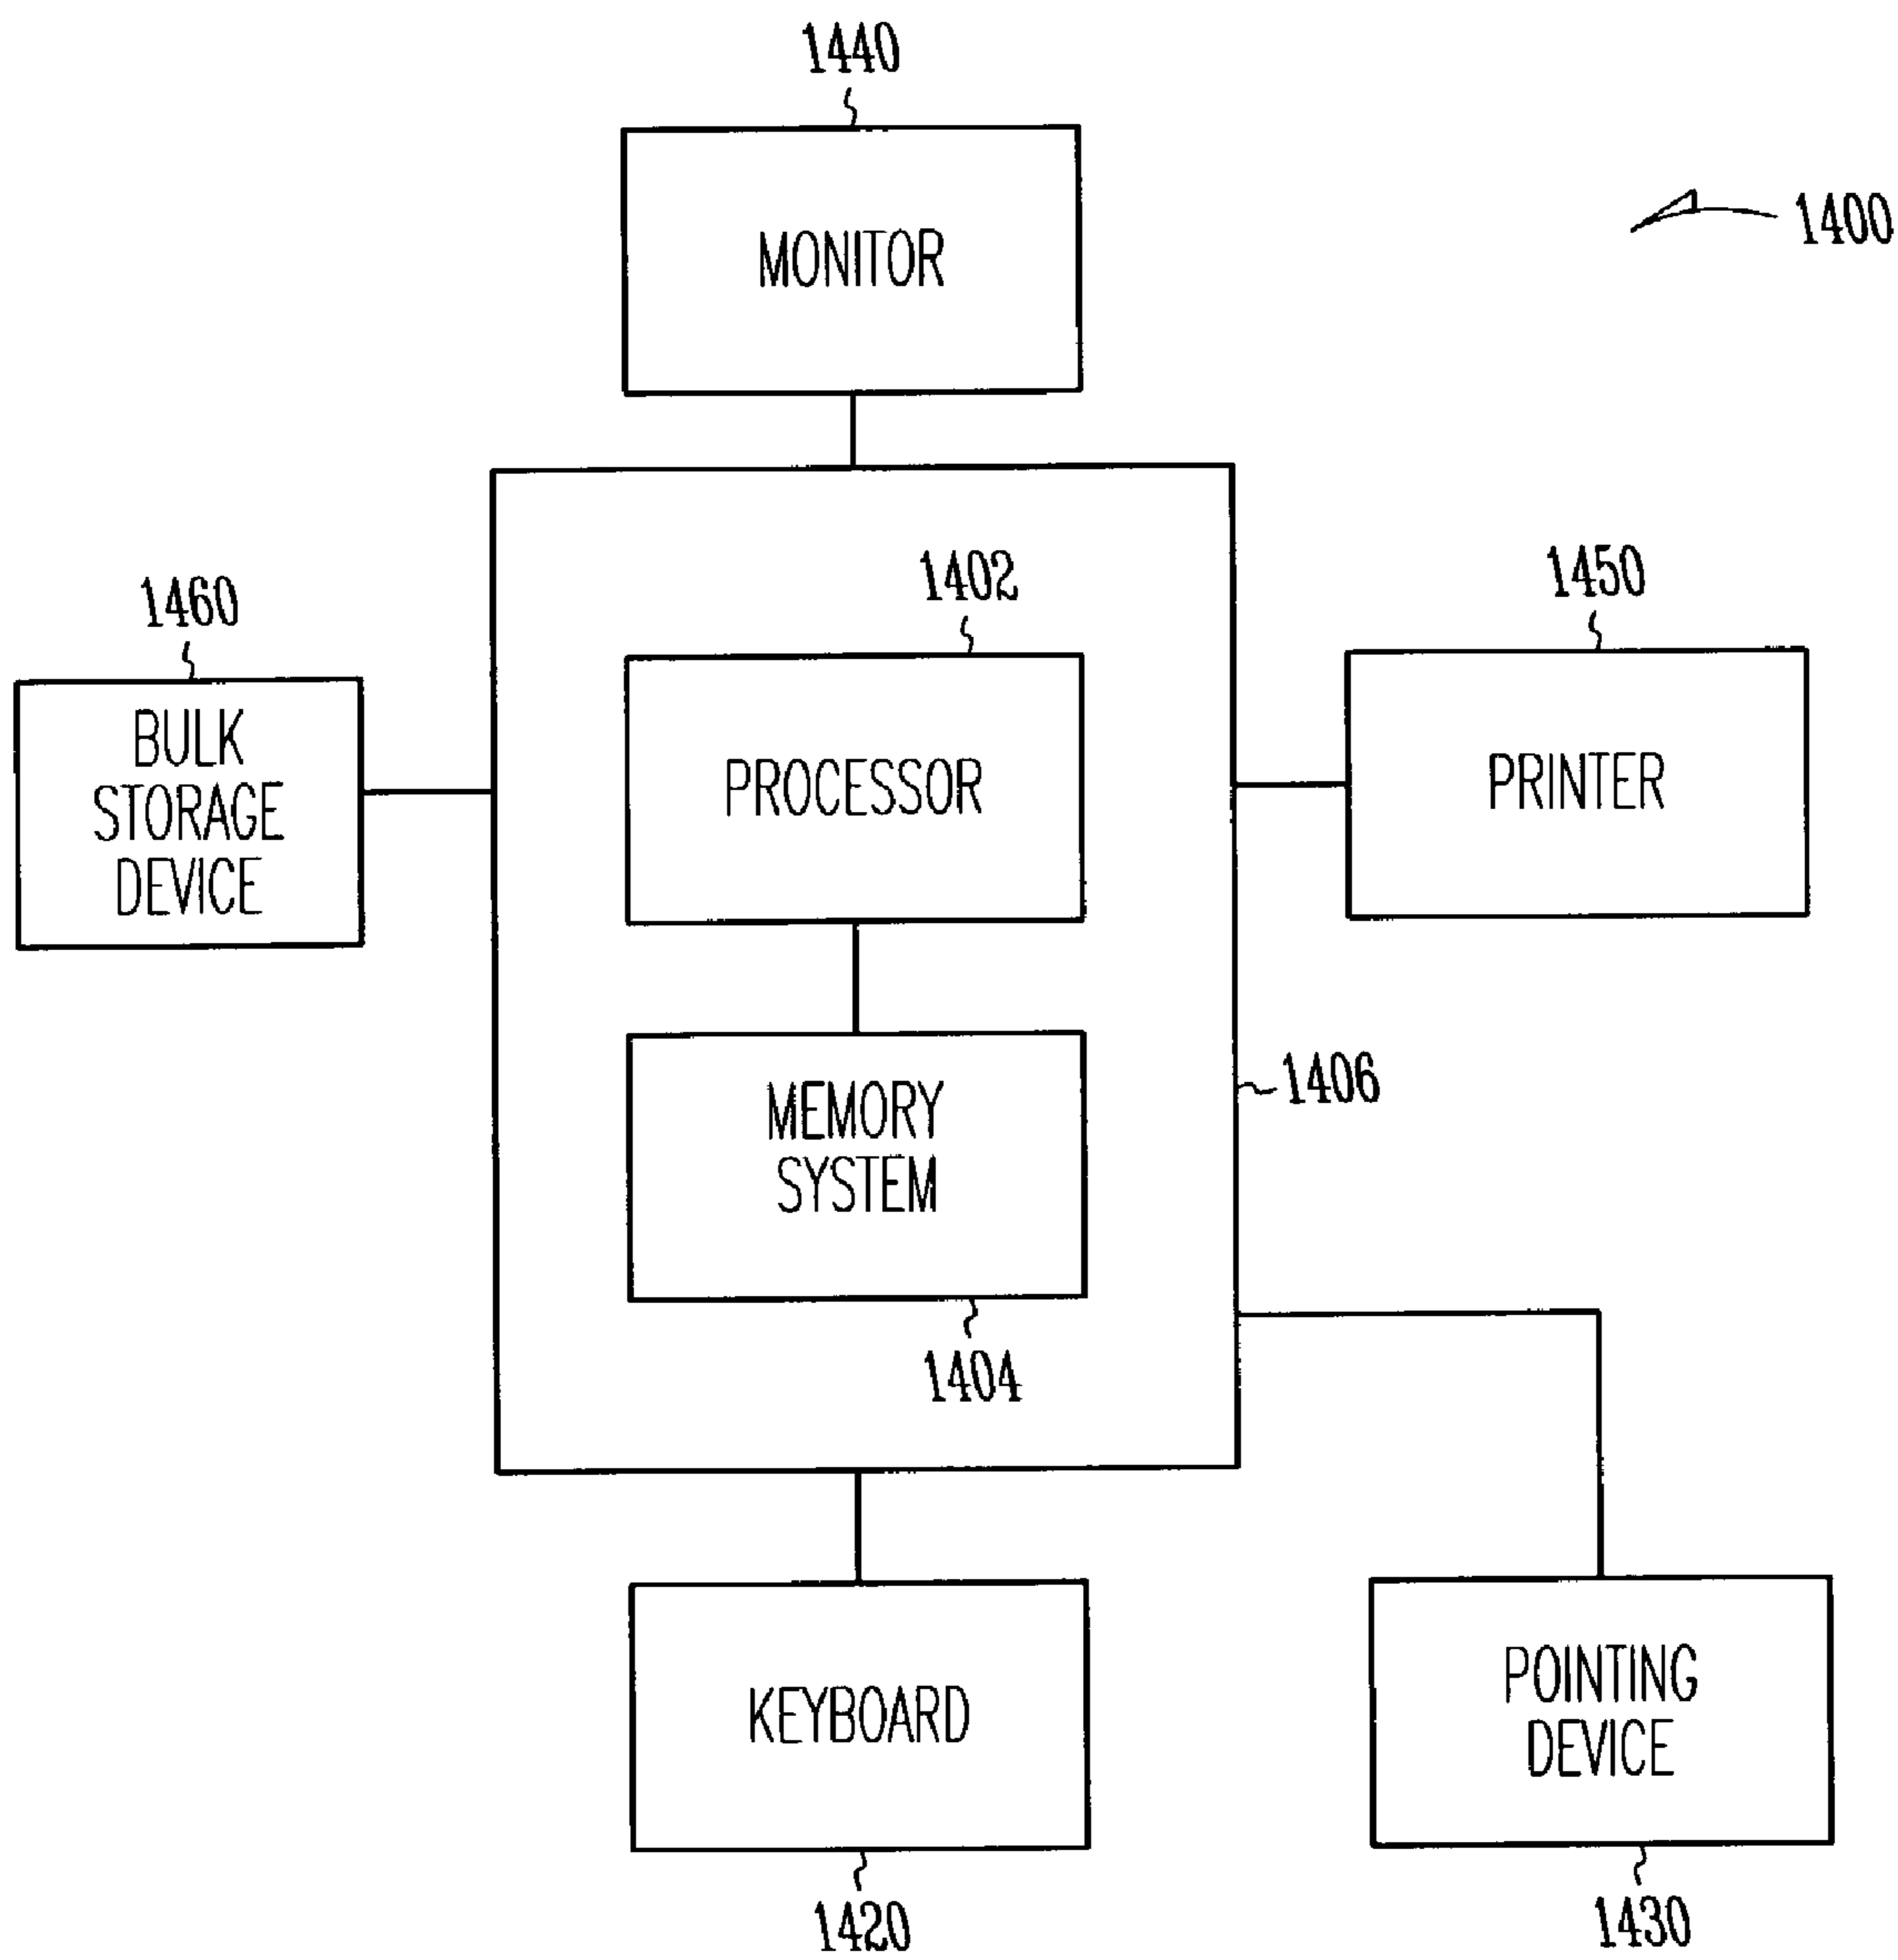 1440
MONITOR
1400
1402
1450
1460
BULK
STORAGE
DEVICE
PROCESSOR
PRINTER
MEMORY
SYSTEM
1406
1404
KEYBOARD
POINTING
DEVICE
1420
1430